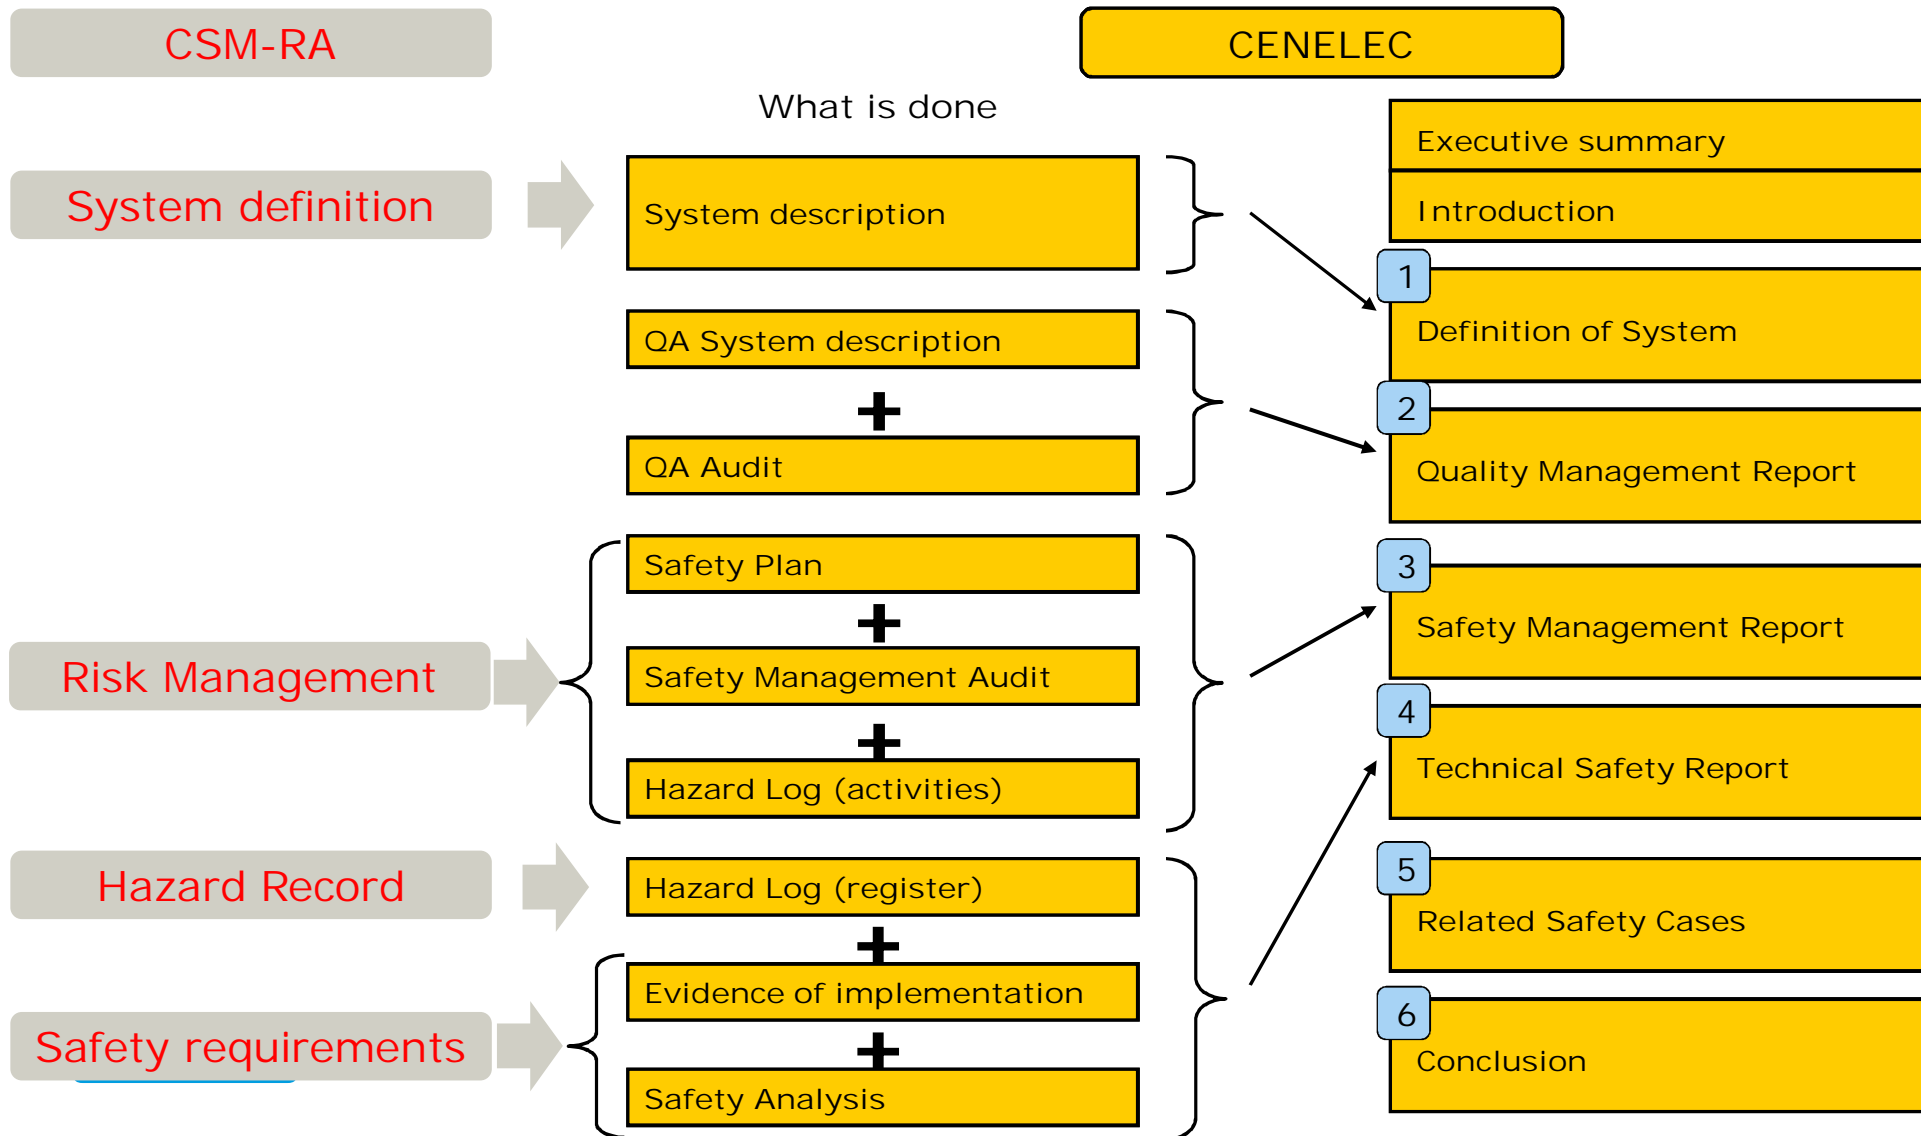 CSM-RA
CENELEC
What is done
System definition
Risk Management
Hazard Record
Safety requirements
System description
QA System description
+
QA Audit
Safety Plan
+
Safety Management Audit
+
Hazard Log (activities)
Hazard Log (register)
+
Evidence of implementation
+
Safety Analysis
Executive summary
Introduction
1
Definition of System
2
Quality Management Report
3
Safety Management Report
4
Technical Safety Report
5
Related Safety Cases
6
Conclusion